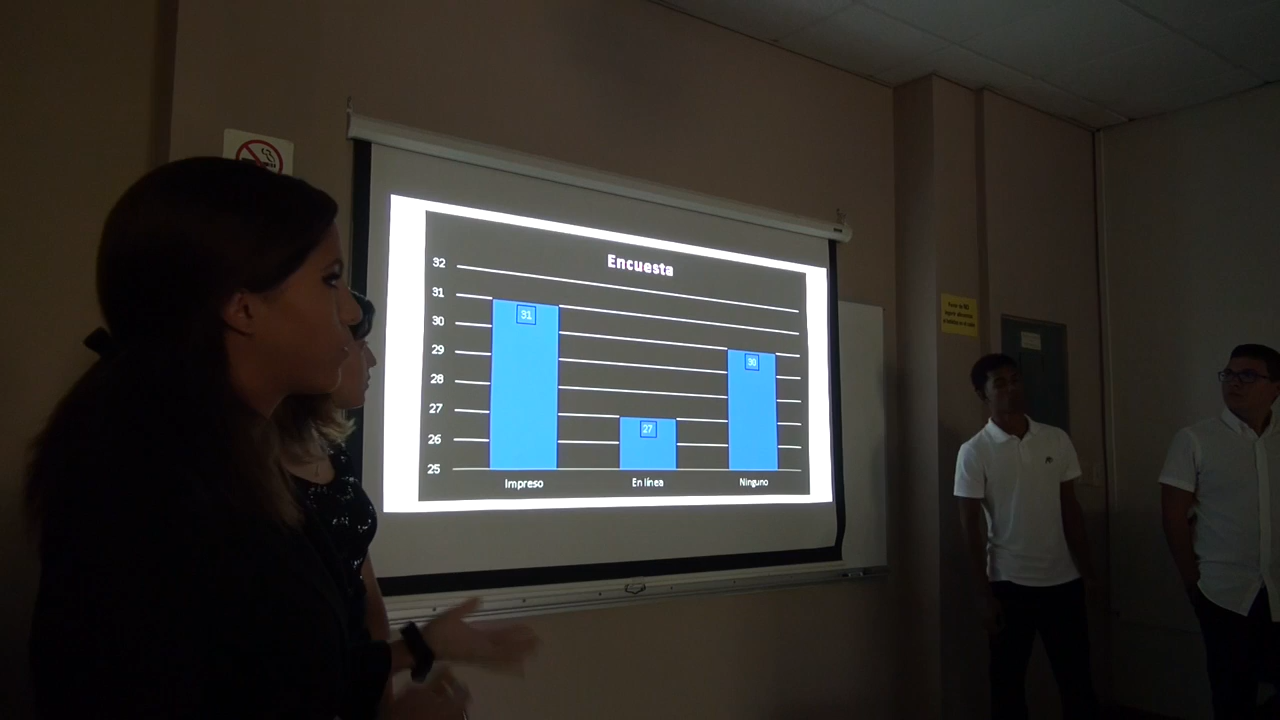 Encuesta
32
31
30
29
28
27
26
25
31
27
30
Impreso
En línea
Ninguno